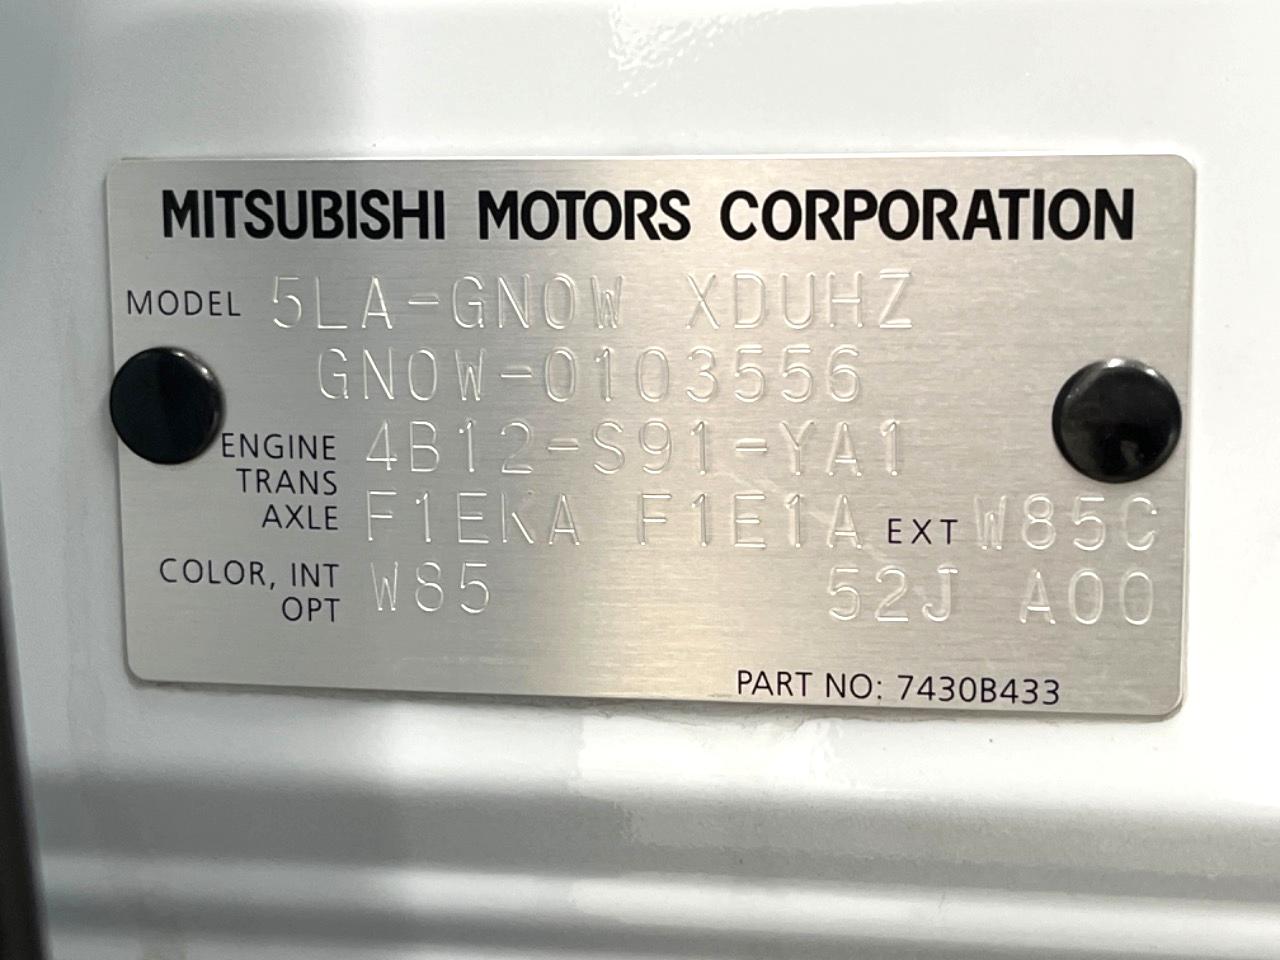 MITSUBISHI MOTORS CORPORATION
MODEL 5LA-GN0W XDUHZ
GN0W-0103556
ENGINE 4B12-S91-YA1
TRANS
AXLE F1EKA F1E1A EXT W85C
COLOR, INT W85 52J A00
OPT
PART NO: 7430B433